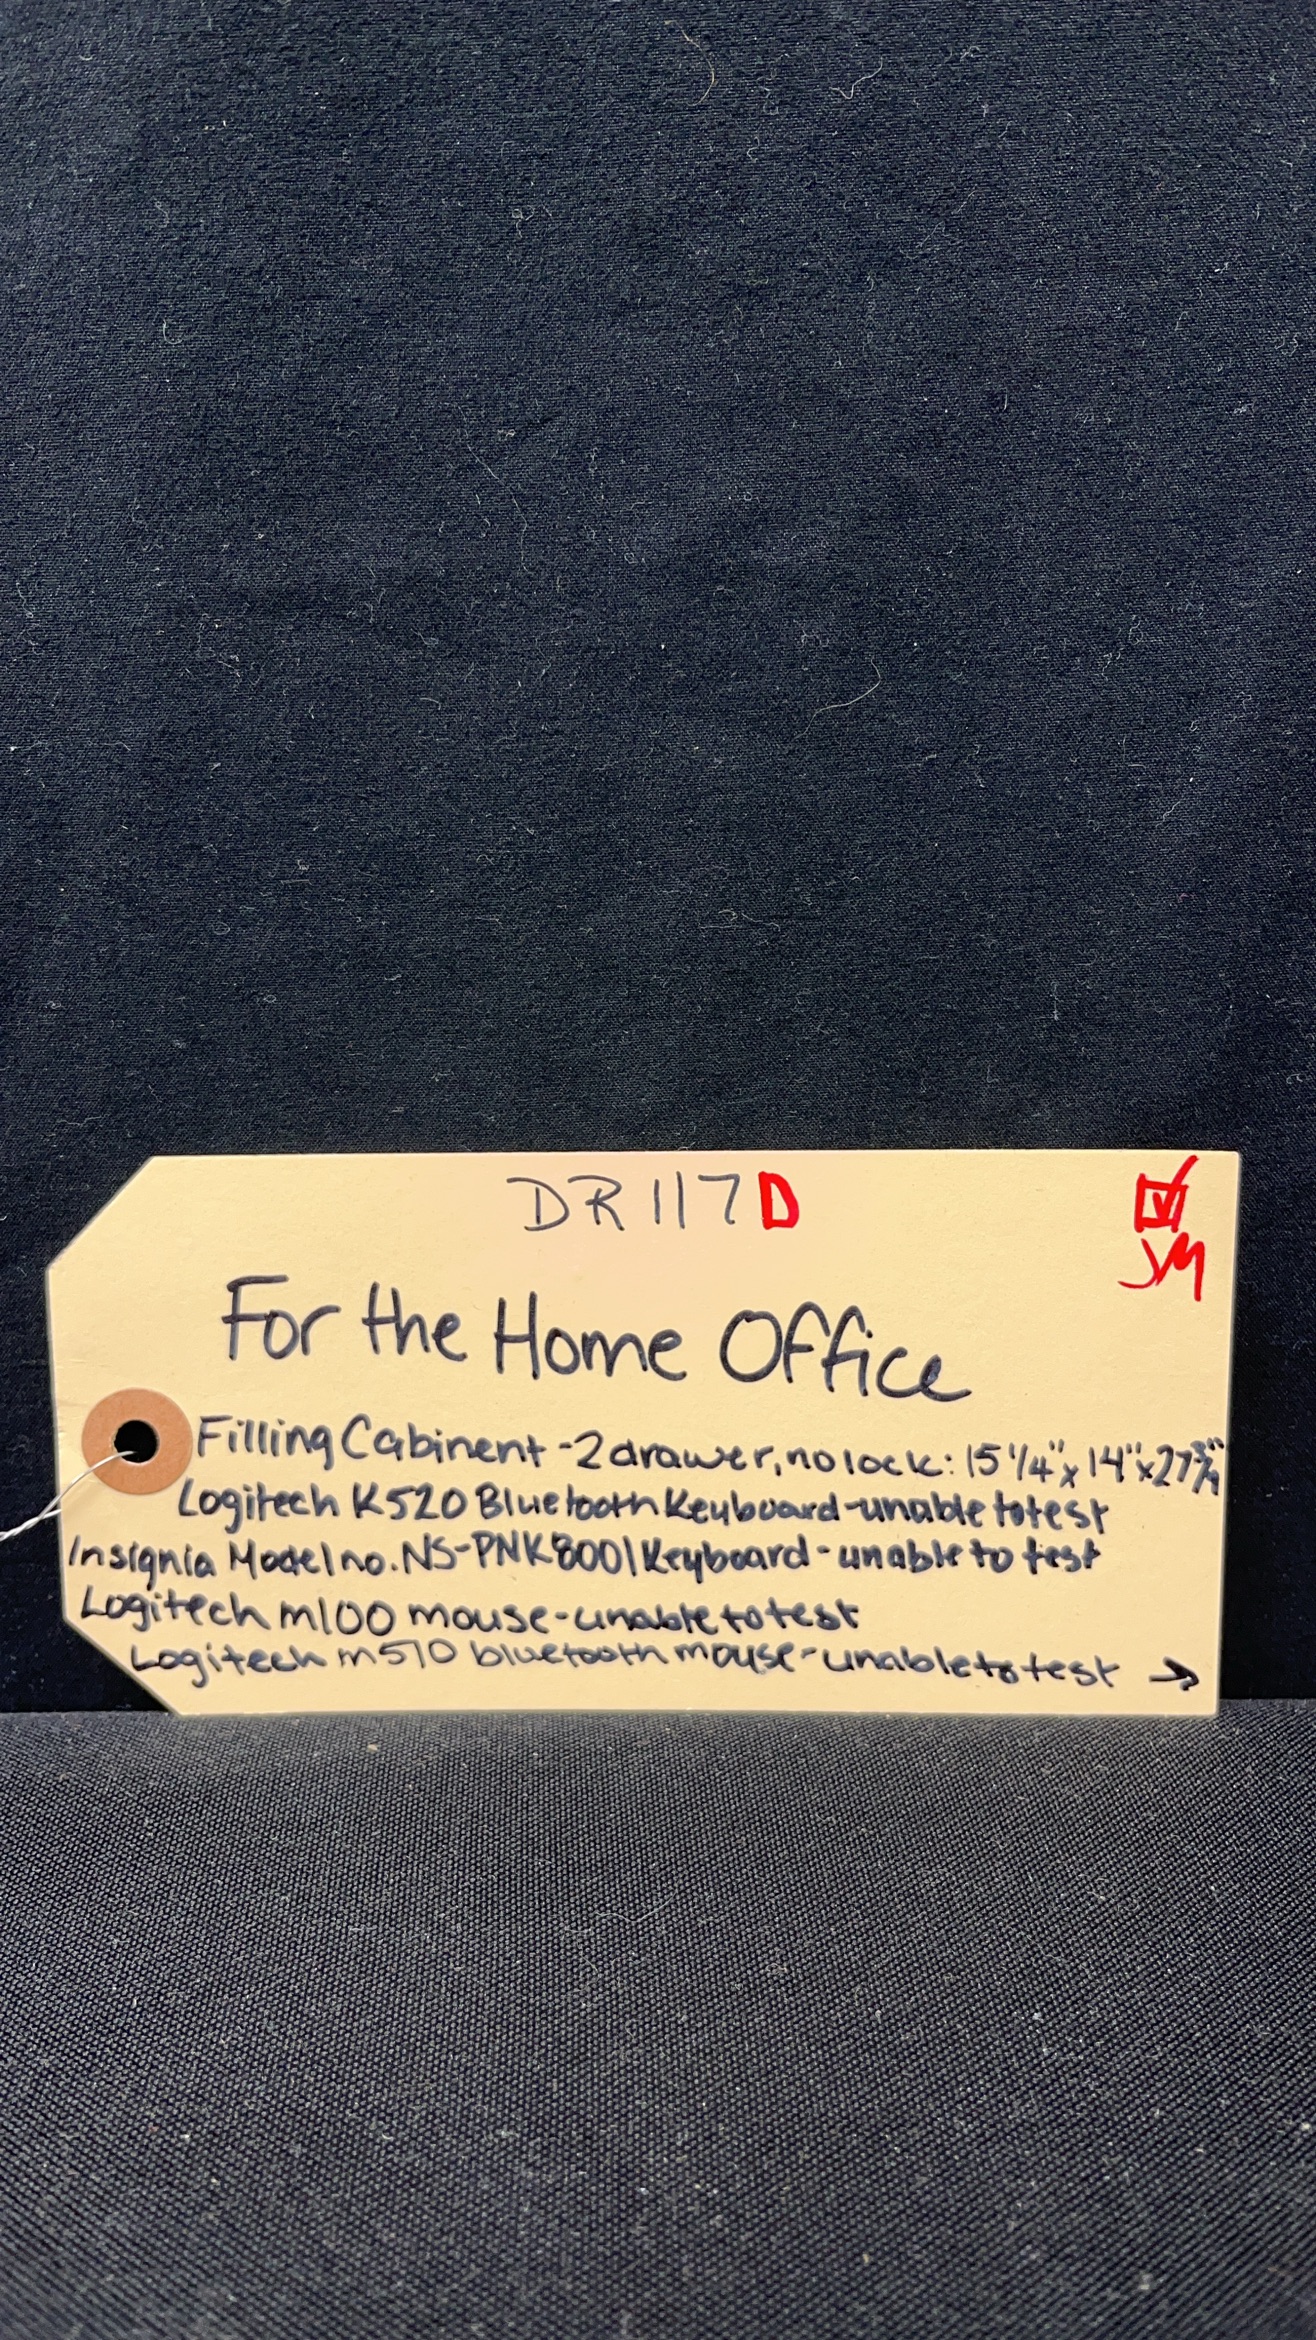 DR117D
JM
For the Home Office
Filling Cabinent - 2 drawer, no lock: 15 1/4" x 14" x 27 3/4"
Logitech K520 Bluetooth Keyboard - unable to test
Insignia Model no. NS-PNK8001 Keyboard - unable to test
Logitech m100 mouse - unable to test
Logitech m510 bluetooth mouse - unable to test →